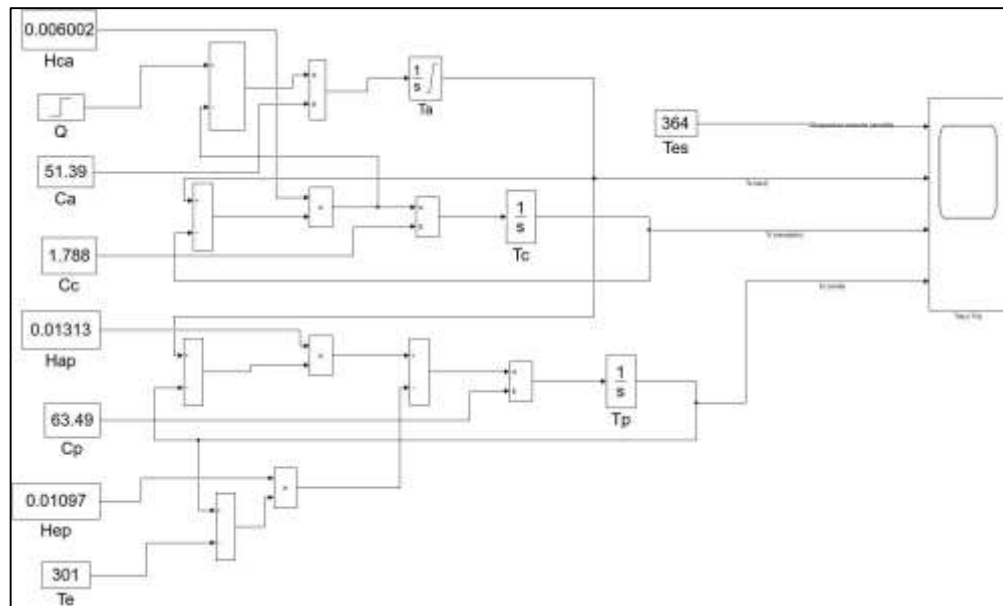 0.006002
Hca
Q
51.39
Ca
1.788
Cc
0.01313
Hap
63.49
Cp
0.01097
Hep
301
Te
1
s
Ta
1
s
Tc
1
s
Tp
364
Tes